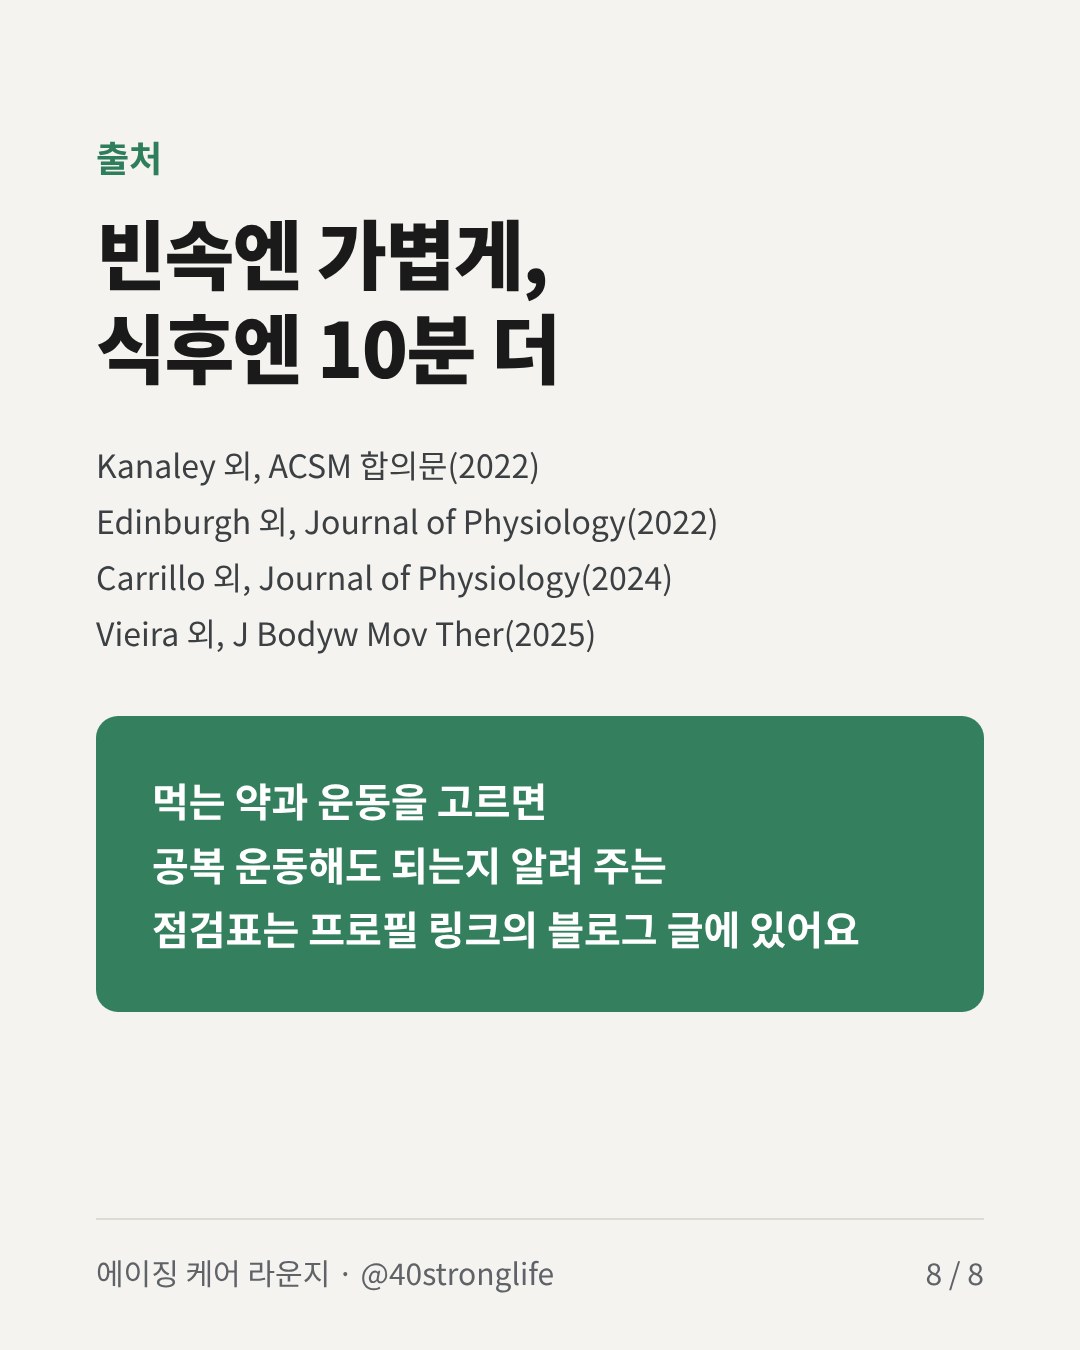 출처
빈속엔 가볍게,
식후엔 10분 더
Kanaley 외, ACSM 합의문(2022)
Edinburgh 외, Journal of Physiology(2022)
Carrillo 외, Journal of Physiology(2024)
Vieira 외, J Bodyw Mov Ther(2025)
먹는 약과 운동을 고르면
공복 운동해도 되는지 알려 주는
점검표는 프로필 링크의 블로그 글에 있어요
에이징 케어 라운지 · @40stronglife
8 / 8